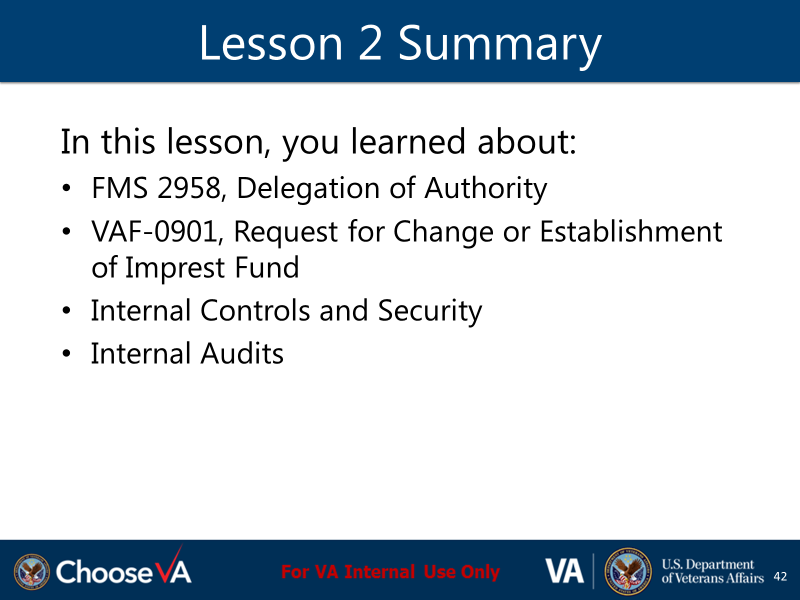 Lesson 2 Summary
In this lesson, you learned about:
• FMS 2958, Delegation of Authority
• VAF-0901, Request for Change or Establishment
of Imprest Fund
• Internal Controls and Security
• Internal Audits
Choose VA
For VA Internal Use Only
VA
U.S. Department
of Veterans Affairs
42